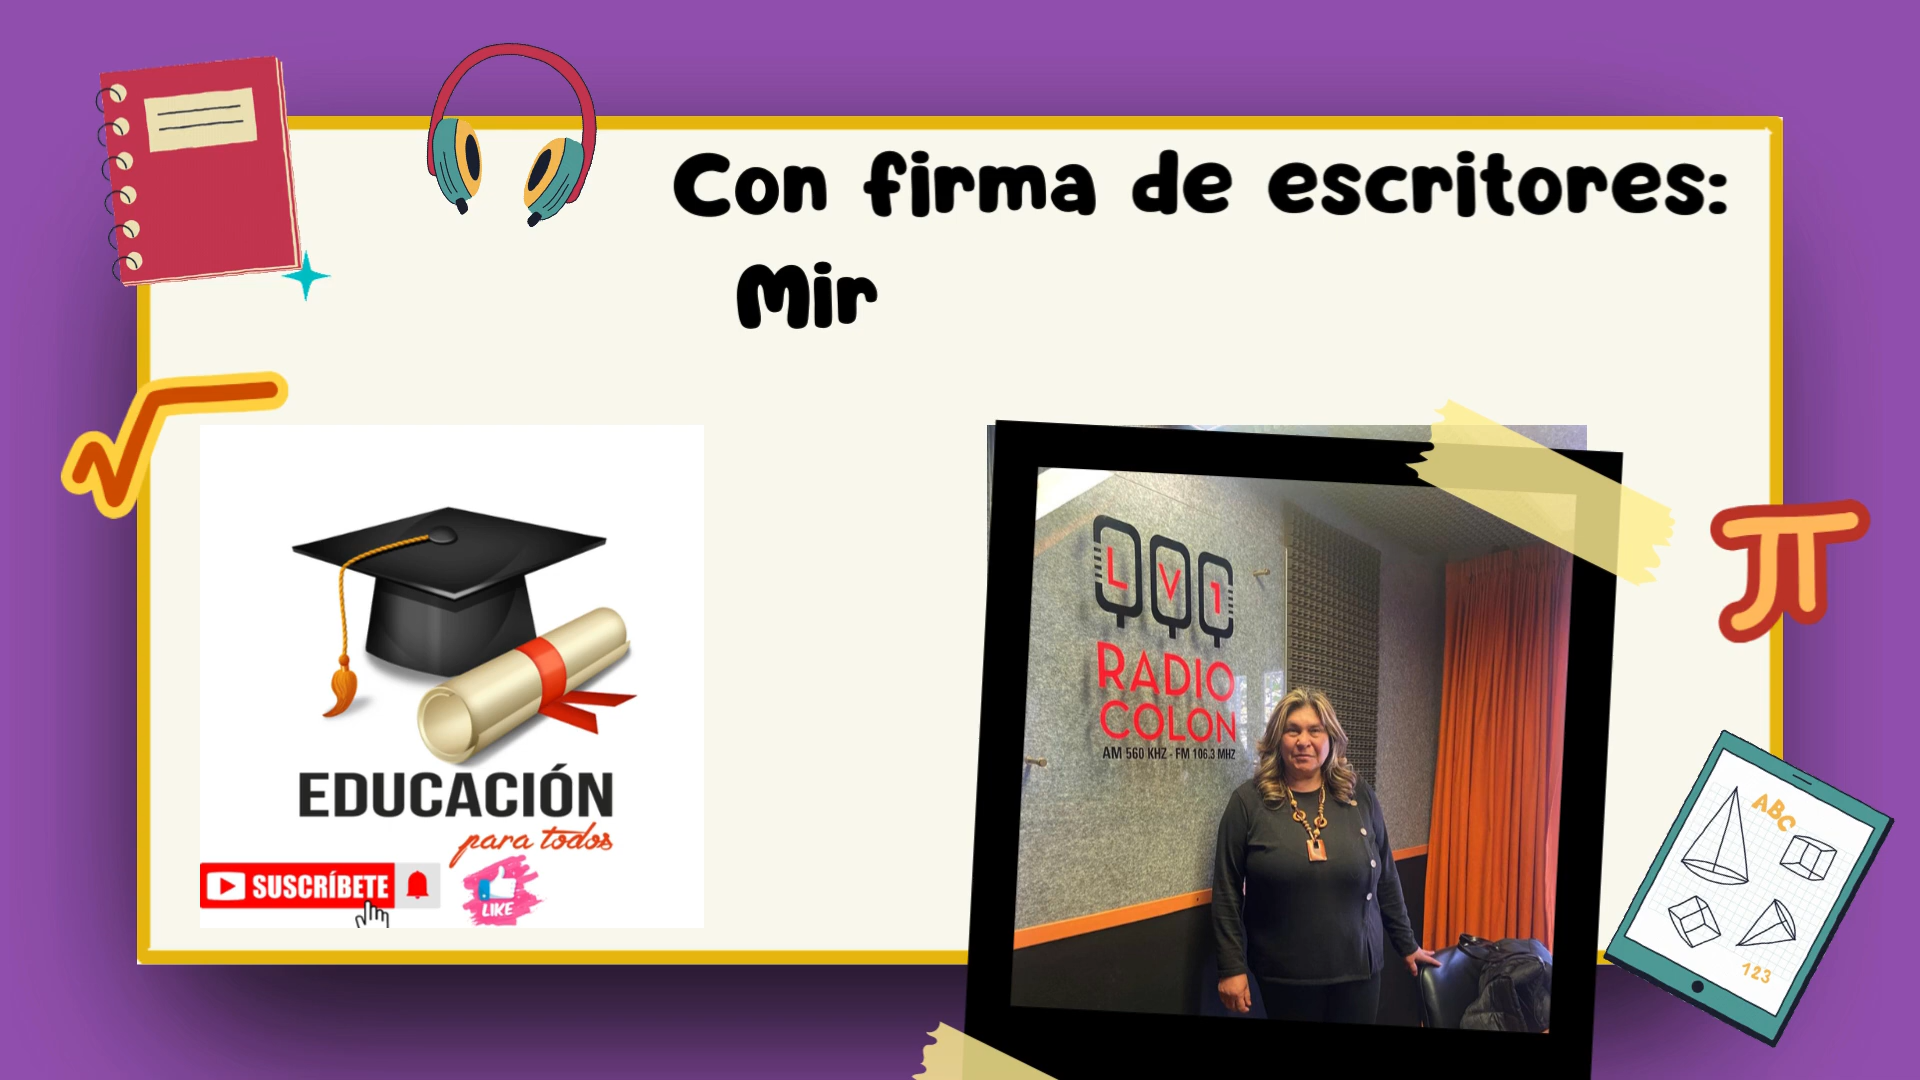 Con firma de escritores:
Mir
EDUCACIÓN
para todos
SUSCRÍBETE
LIKE
LV1
RADIO
COLON
AM 560 KHZ - FM 106.3 MHZ
ABC
123